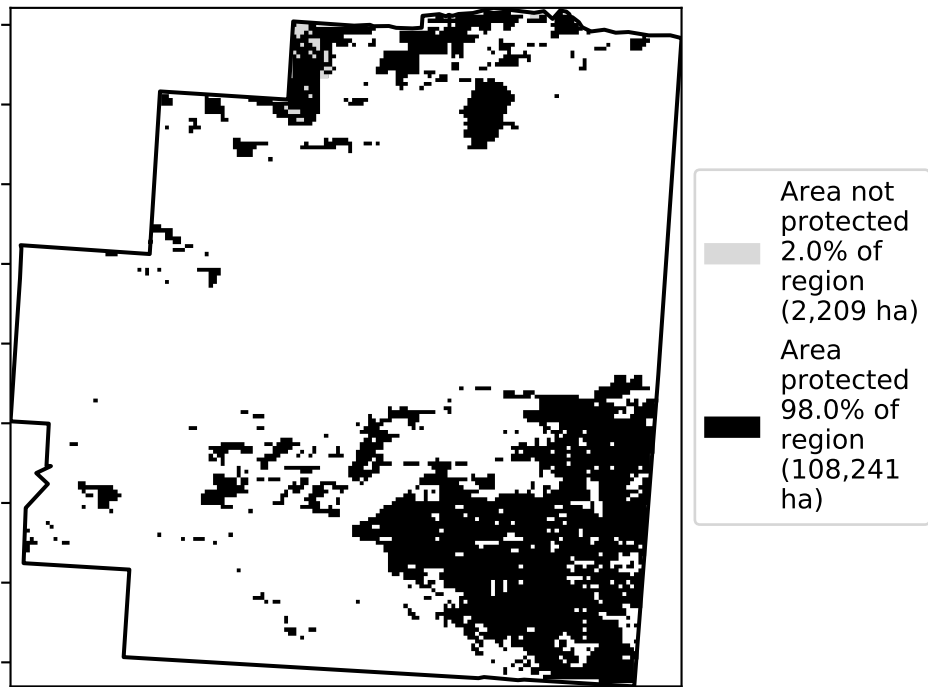 Area not
protected
2.0% of
region
(2,209 ha)
Area
protected
98.0% of
region
(108,241
ha)